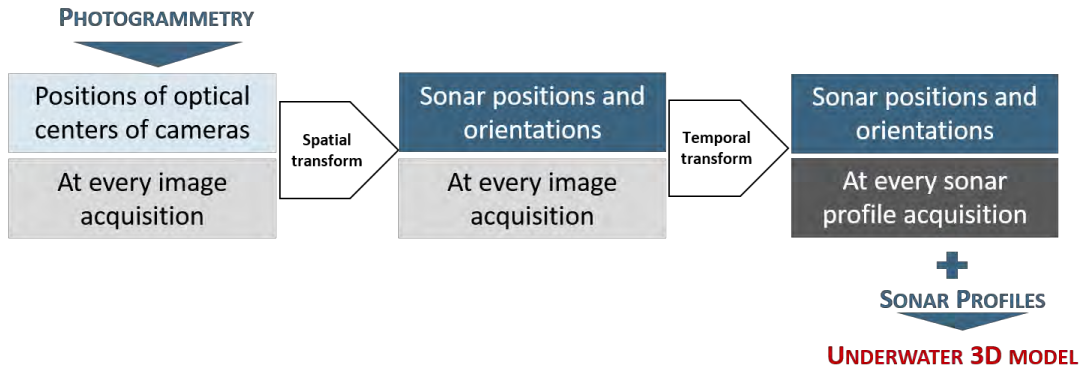 PHOTOGRAMMETRY
Positions of optical
centers of cameras
At every image
acquisition
Spatial
transform
Sonar positions and
orientations
At every image
acquisition
Temporal
transform
Sonar positions and
orientations
At every sonar
profile acquisition
SONAR PROFILES
UNDERWATER 3D MODEL